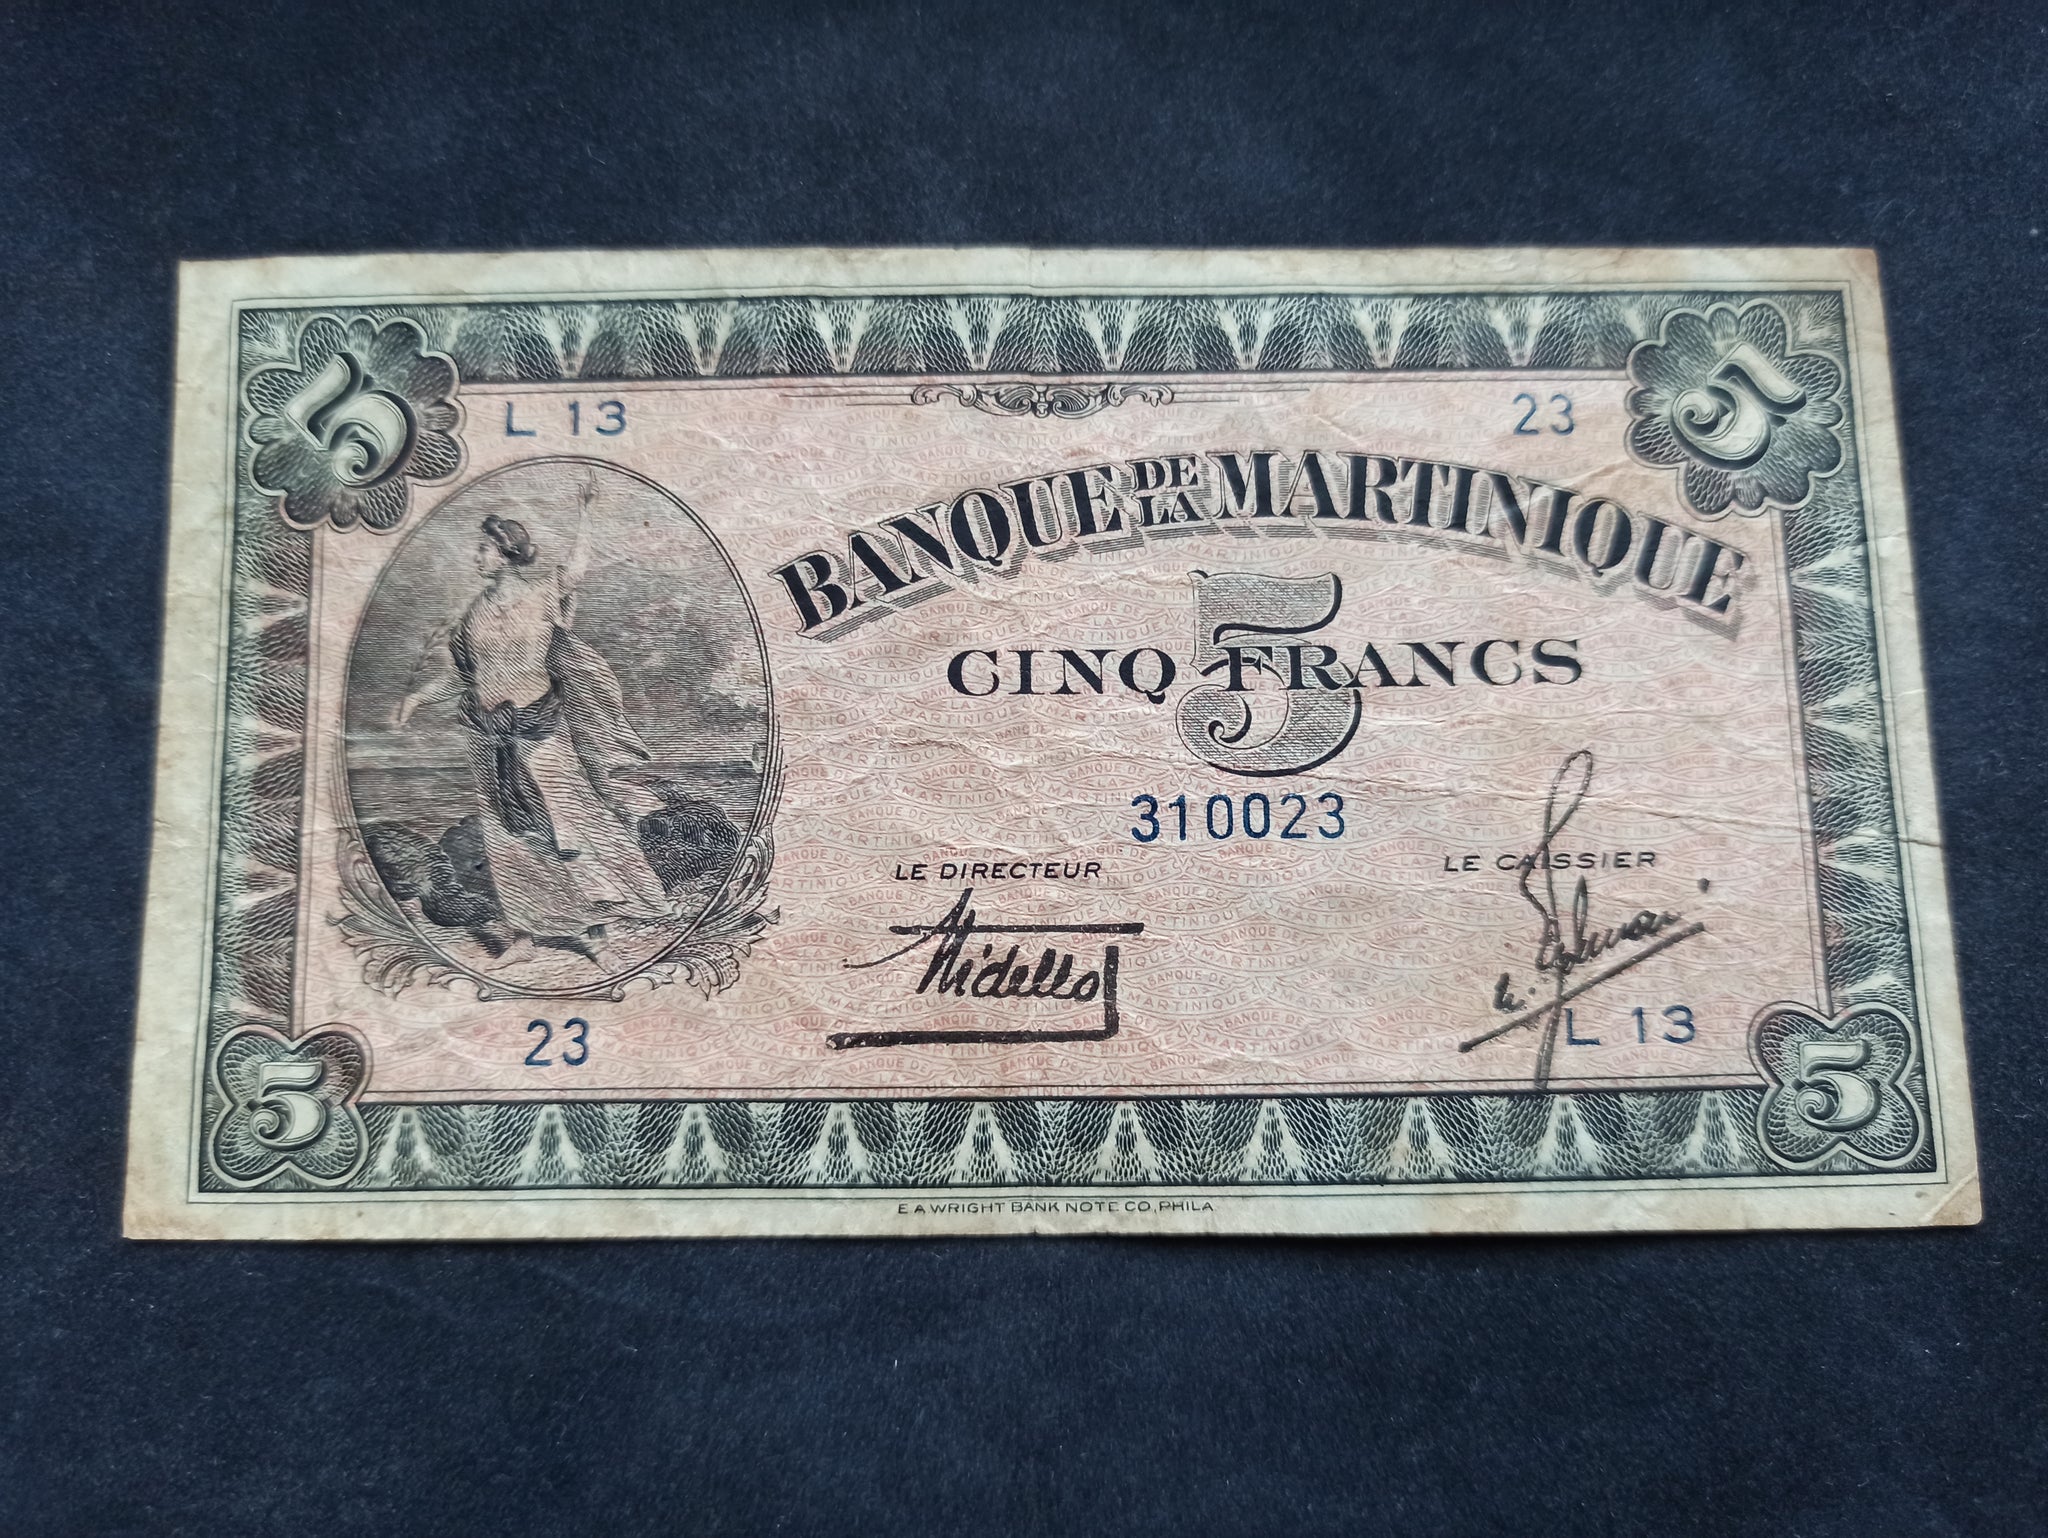 5
5
L 13
23
BANQUE DE LA MARTINIQUE
5
CINQ FRANCS
310023
LE DIRECTEUR
LE CAISSIER
23
L 13
5
5
E A WRIGHT BANK NOTE CO. PHILA